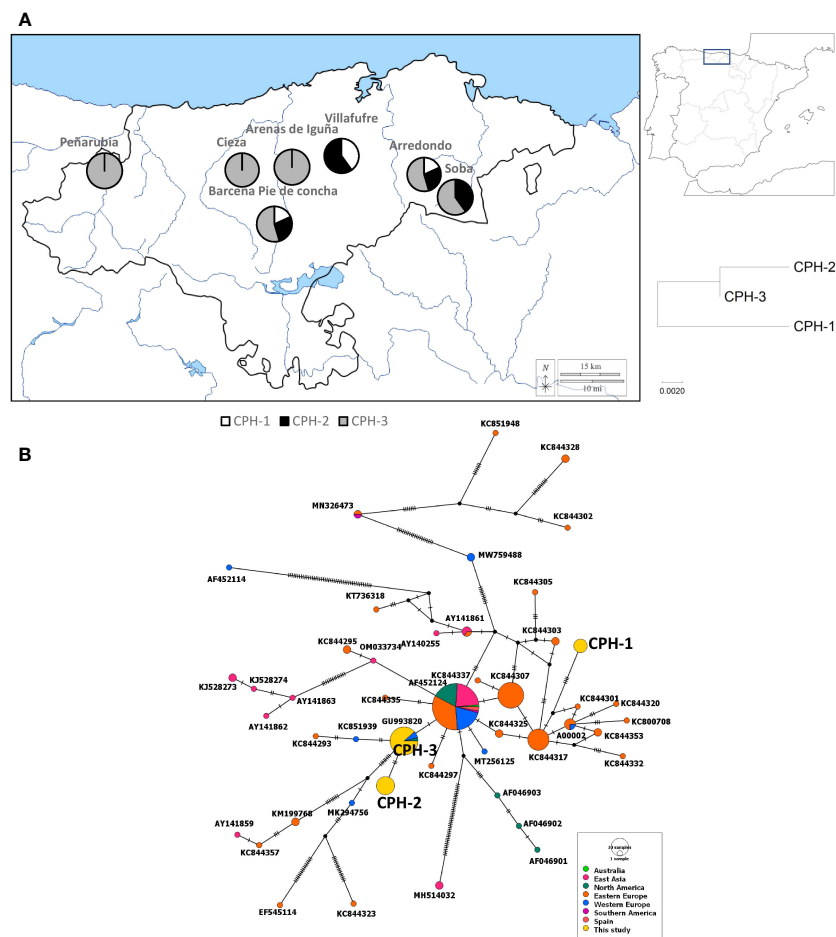 A
Villafufre
Arenas de Iguña
Peñarubia
Cieza
Arredondo
Soba
Barcena Pie de concha
N
15 km
10 mi
CPH-2
CPH-3
CPH-1
0.0020
CPH-1 CPH-2 CPH-3
B
KC851948
KC844328
MN326473
KC844302
MW759488
AF452114
KC844305
KT736318
AY141861
KC844303
KC844295
OM033734
AY140255
CPH-1
KJ528274
KC844337
KJ528273
AF452124
KC844307
KC844301
KC844320
AY141863
KC844335
AY141862
GU993820
KC800708
KC851939
KC844325
A00002
KC844353
KC844293
CPH-3
MT256125
KC844317
KC844332
KC844297
CPH-2
AF046903
KM199768
MK294756
AY141859
AF046902
KC844357
AF046901
MH514032
EF545114
KC844323
10 samples
1 sample
Australia
East Asia
North America
Eastern Europe
Western Europe
Southern America
Spain
This study